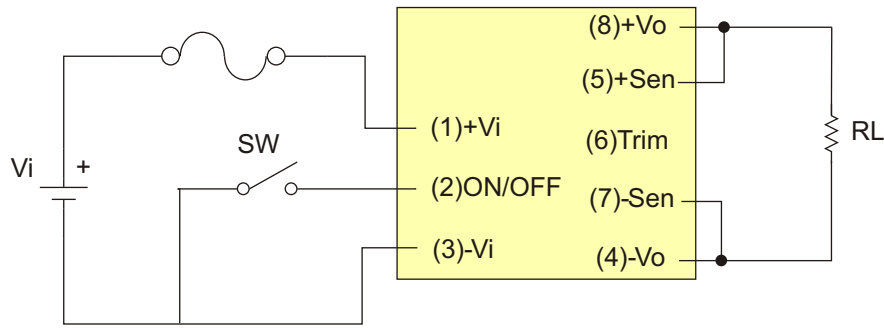 (8)+Vo
(5)+Sen
(1)+Vi
SW
(6)Trim
RL
Vi
+
(2)ON/OFF
(7)-Sen
(3)-Vi
(4)-Vo